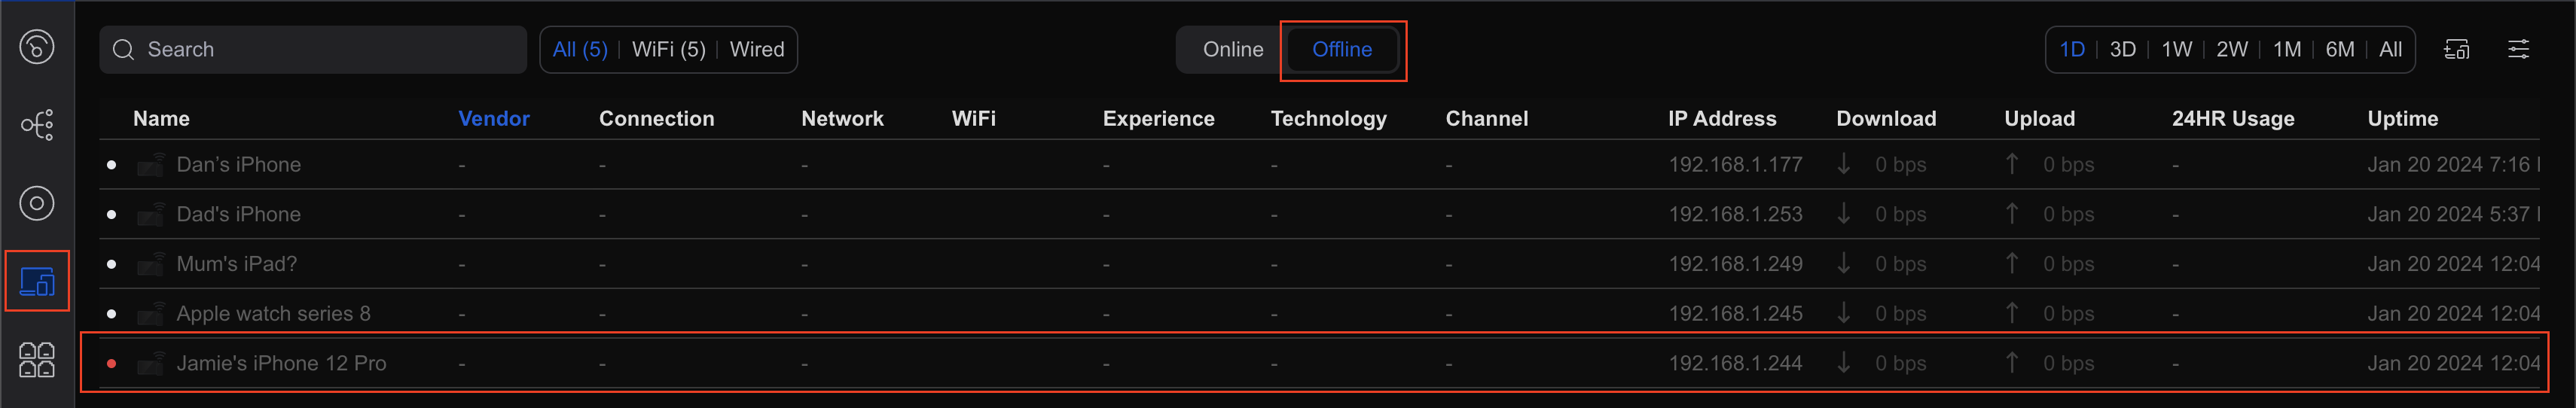 Search All (5) WiFi (5) Wired Online Offline 1D 3D 1W 2W 1M 6M All
Name Vendor Connection Network WiFi Experience Technology Channel IP Address Download Upload 24HR Usage Uptime
Dan’s iPhone - - - - - - 192.168.1.177 ↓ 0 bps ↑ 0 bps - Jan 20 2024 7:16
Dad's iPhone - - - - - - 192.168.1.253 ↓ 0 bps ↑ 0 bps - Jan 20 2024 5:37
Mum's iPad? - - - - - - 192.168.1.249 ↓ 0 bps ↑ 0 bps - Jan 20 2024 12:04
Apple watch series 8 - - - - - - 192.168.1.245 ↓ 0 bps ↑ 0 bps - Jan 20 2024 12:04
Jamie's iPhone 12 Pro - - - - - - 192.168.1.244 ↓ 0 bps ↑ 0 bps - Jan 20 2024 12:04